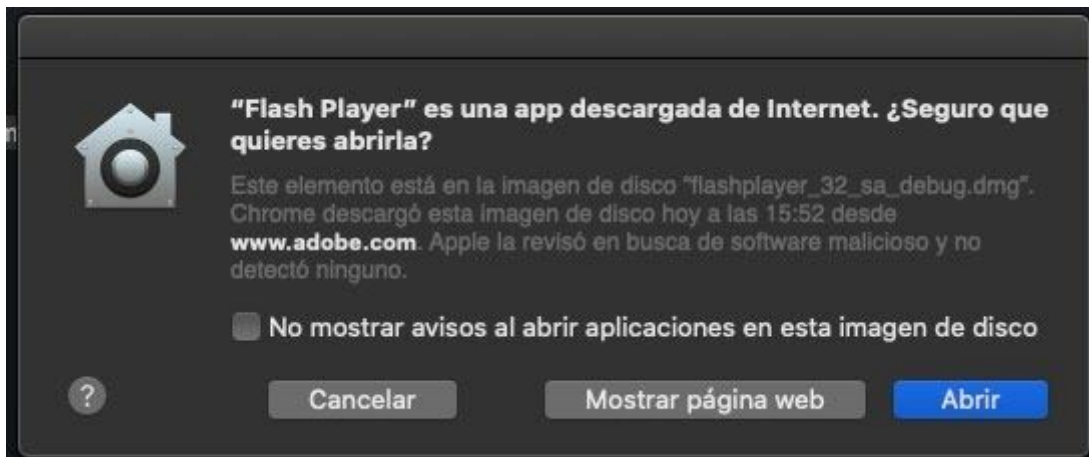 “Flash Player” es una app descargada de Internet. ¿Seguro que
quieres abrirla?
Este elemento está en la imagen de disco “flashplayer_32_sa_debug.dmg”.
Chrome descargó esta imagen de disco hoy a las 15:52 desde
www.adobe.com. Apple la revisó en busca de software malicioso y no
detectó ninguno.
No mostrar avisos al abrir aplicaciones en esta imagen de disco
?
Cancelar
Mostrar página web
Abrir